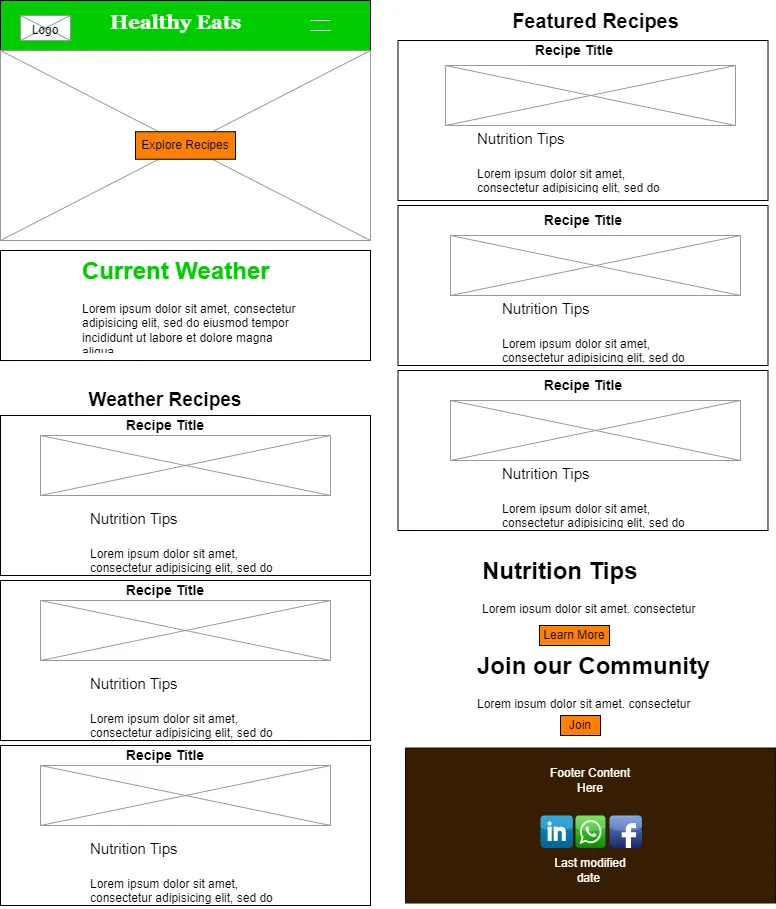 Logo
Healthy Eats
Explore Recipes
Current Weather
Lorem ipsum dolor sit amet, consectetur
adipisicing elit, sed do eiusmod tempor
incididunt ut labore et dolore magna
aliqua
Weather Recipes
Recipe Title
Nutrition Tips
Lorem ipsum dolor sit amet,
consectetur adipisicing elit, sed do
Recipe Title
Nutrition Tips
Lorem ipsum dolor sit amet,
consectetur adipisicing elit, sed do
Recipe Title
Nutrition Tips
Lorem ipsum dolor sit amet,
consectetur adipisicing elit, sed do
Featured Recipes
Recipe Title
Nutrition Tips
Lorem ipsum dolor sit amet,
consectetur adipisicing elit, sed do
Recipe Title
Nutrition Tips
Lorem ipsum dolor sit amet,
consectetur adipisicing elit, sed do
Recipe Title
Nutrition Tips
Lorem ipsum dolor sit amet,
consectetur adipisicing elit, sed do
Nutrition Tips
Lorem ipsum dolor sit amet, consectetur
Learn More
Join our Community
Lorem ipsum dolor sit amet, consectetur
Join
Footer Content
Here
in
f
Last modified
date